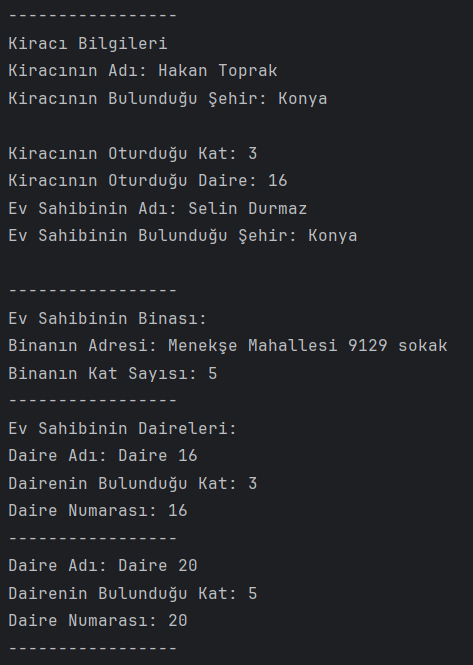 -----------------
Kiracı Bilgileri
Kiracının Adı: Hakan Toprak
Kiracının Bulunduğu Şehir: Konya
Kiracının Oturduğu Kat: 3
Kiracının Oturduğu Daire: 16
Ev Sahibinin Adı: Selin Durmaz
Ev Sahibinin Bulunduğu Şehir: Konya
-----------------
Ev Sahibinin Binası:
Binanın Adresi: Menekşe Mahallesi 9129 sokak
Binanın Kat Sayısı: 5
-----------------
Ev Sahibinin Daireleri:
Daire Adı: Daire 16
Dairenin Bulunduğu Kat: 3
Daire Numarası: 16
-----------------
Daire Adı: Daire 20
Dairenin Bulunduğu Kat: 5
Daire Numarası: 20
-----------------